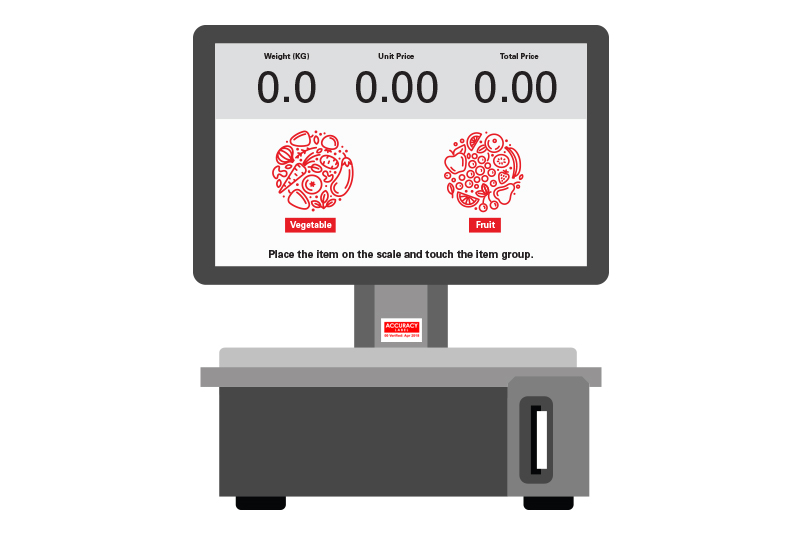 Weight (KG) Unit Price Total Price
0.0 0.00 0.00
Vegetable Fruit
Place the item on the scale and touch the item group.
ACCURACY
LABEL